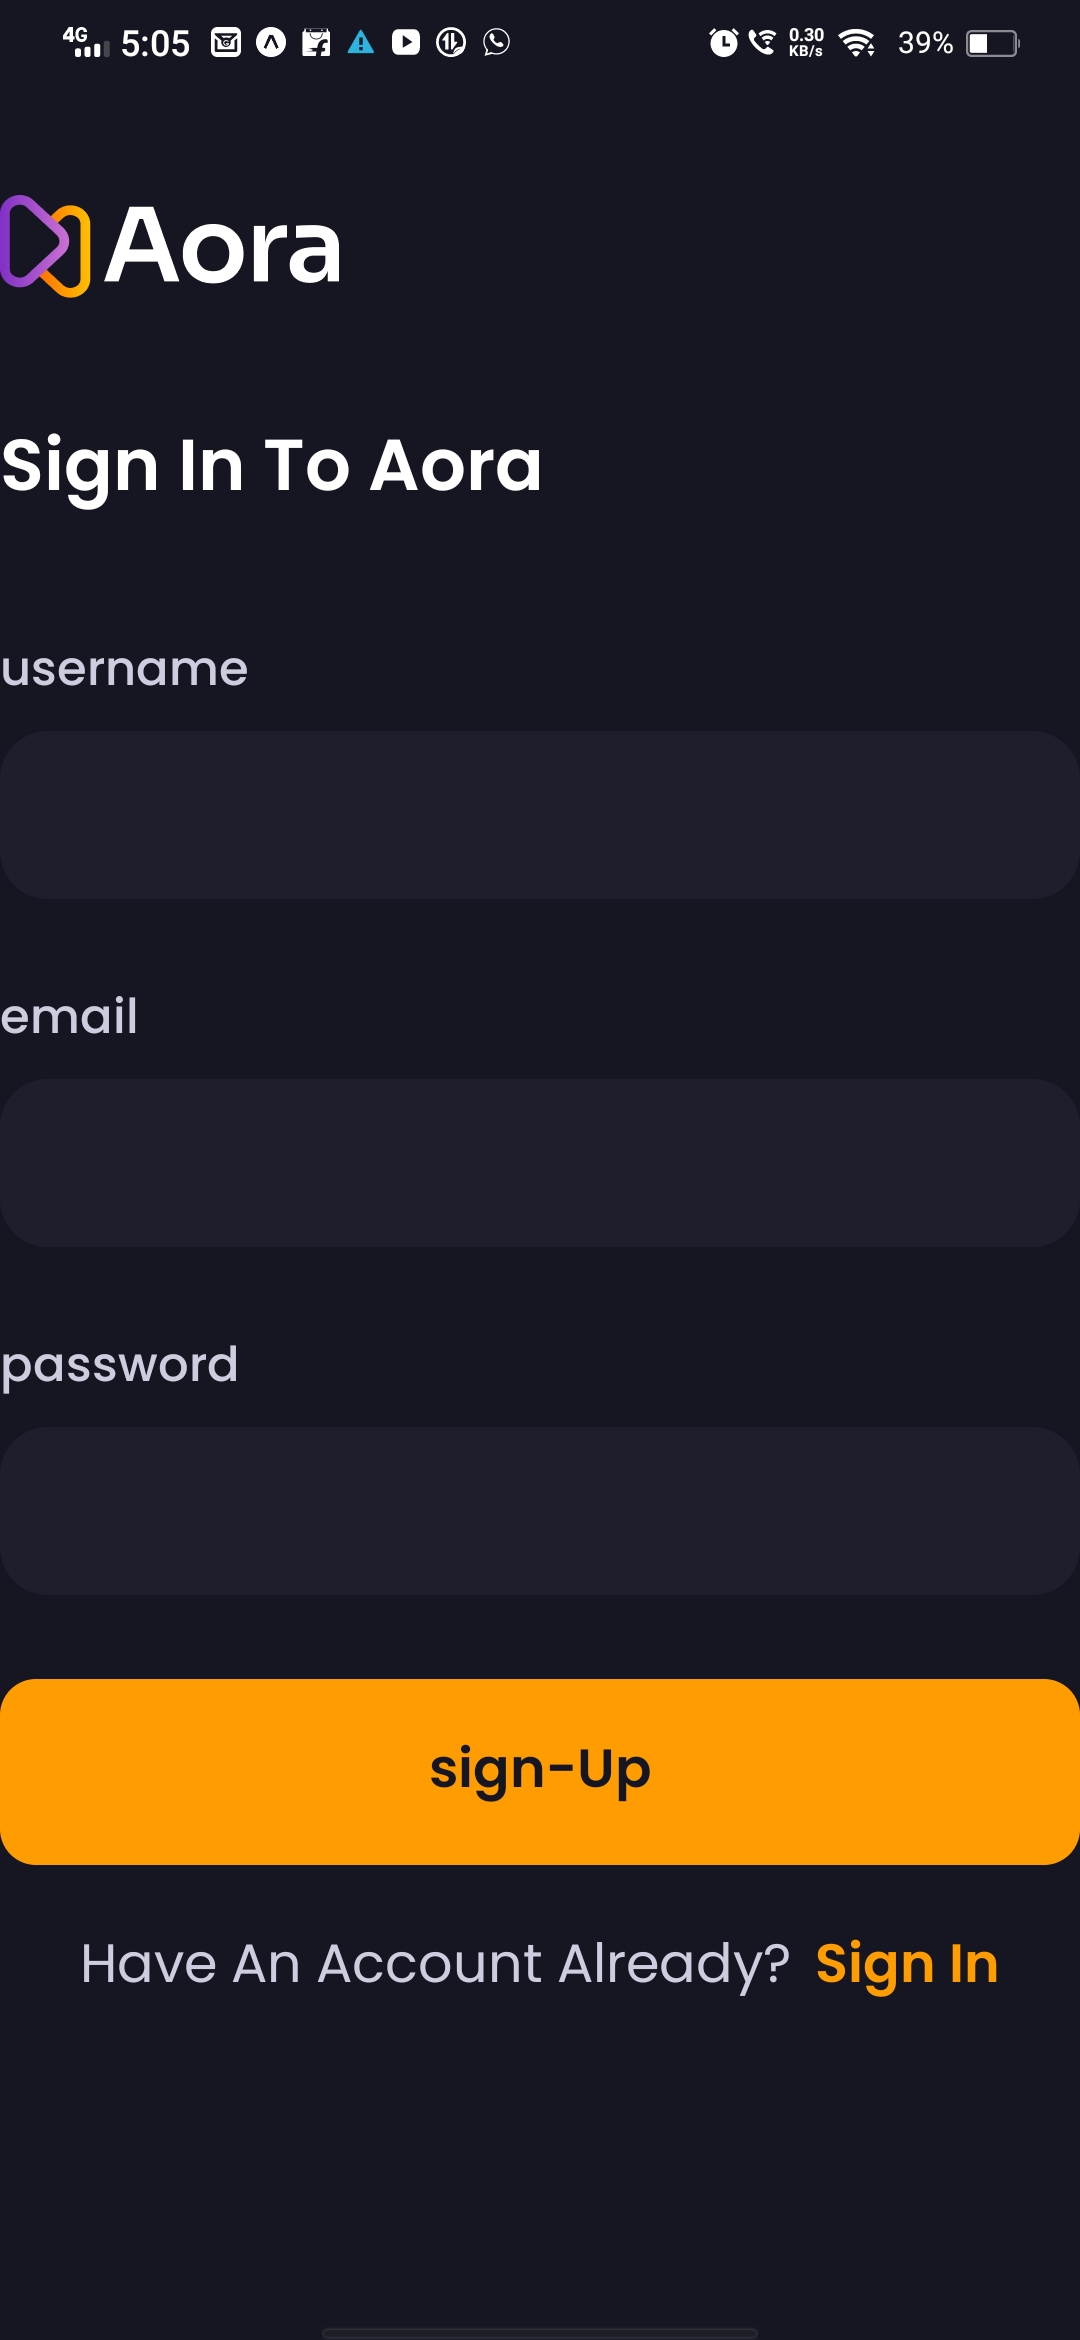 4G 5:05 0.30 KB/s 39%
Aora
Sign In To Aora
username
email
password
sign-Up
Have An Account Already? Sign In